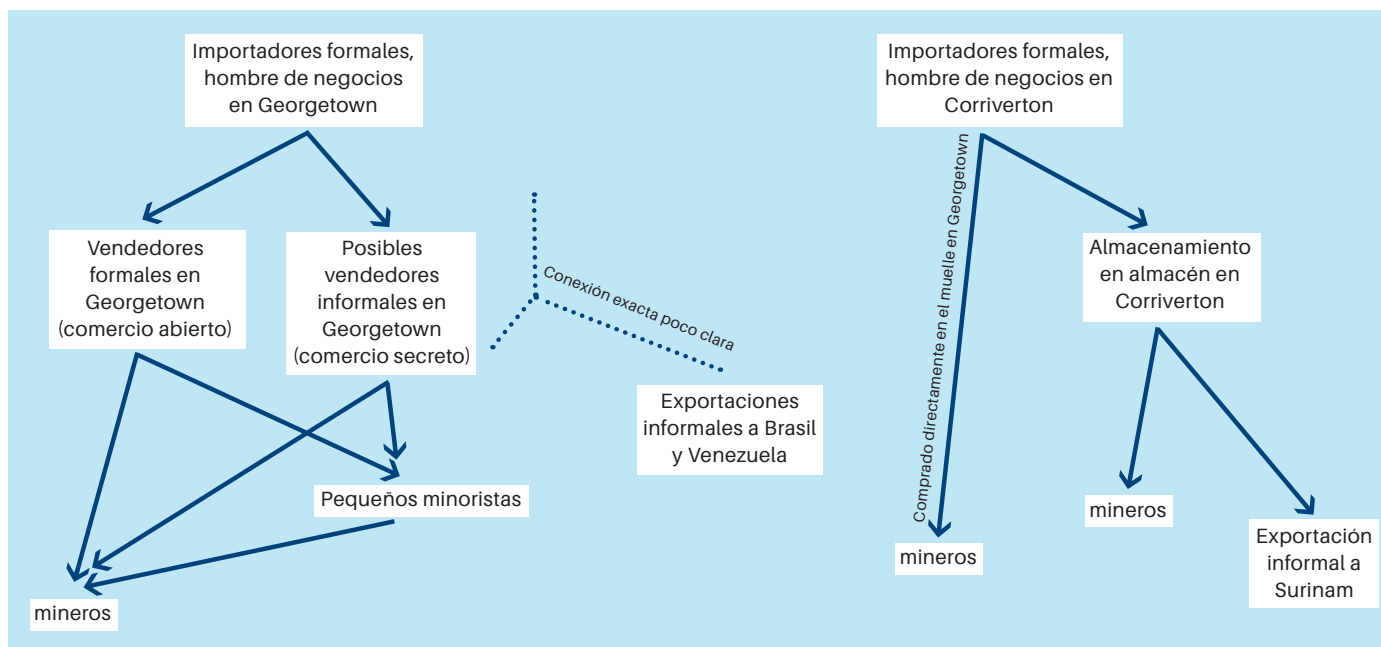 Importadores formales,
hombre de negocios
en Georgetown
Vendedores
formales en
Georgetown
(comercio abierto)
Posibles
vendedores
informales en
Georgetown
(comercio secreto)
Conexión exacta poco clara
Exportaciones
informales a Brasil
y Venezuela
Pequeños minoristas
mineros
Importadores formales,
hombre de negocios en
Corriverton
Comprado directamente en el muelle en Georgetown
Almacenamiento
en almacén en
Corriverton
mineros
mineros
Exportación
informal a
Surinam